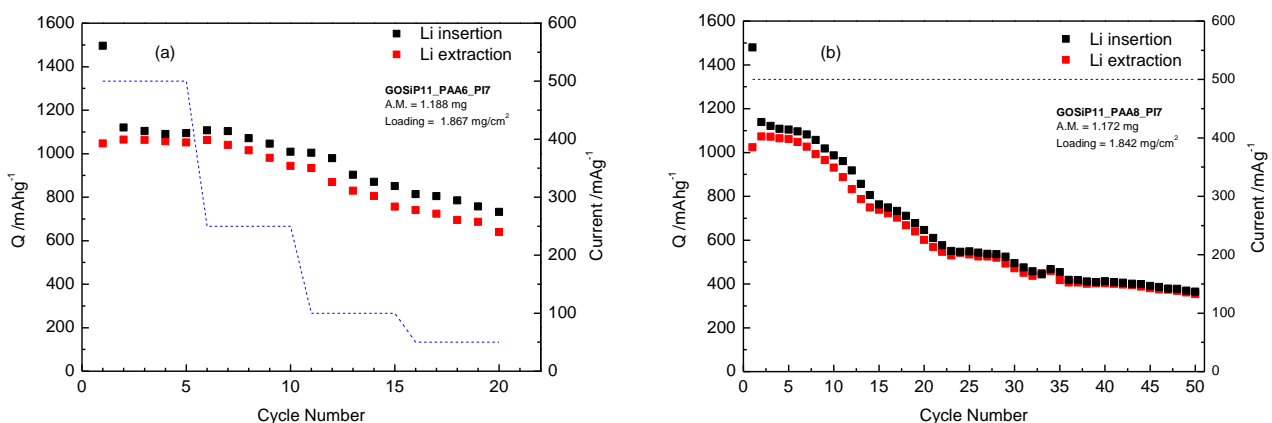 (a)
Li insertion
Li extraction
GOSiP11_PAA6_PI7
A.M. = 1.188 mg
Loading = 1.867 mg/cm²
1600
1400
1200
1000
800
600
400
200
0
Q /mAhg⁻¹
600
500
400
300
200
100
0
Current /mAg⁻¹
0 5 10 15 20
Cycle Number
(b)
Li insertion
Li extraction
GOSiP11_PAA8_PI7
A.M. = 1.172 mg
Loading = 1.842 mg/cm²
1600
1400
1200
1000
800
600
400
200
0
Q /mAhg⁻¹
600
500
400
300
200
100
0
Current /mAg⁻¹
0 5 10 15 20 25 30 35 40 45 50
Cycle Number